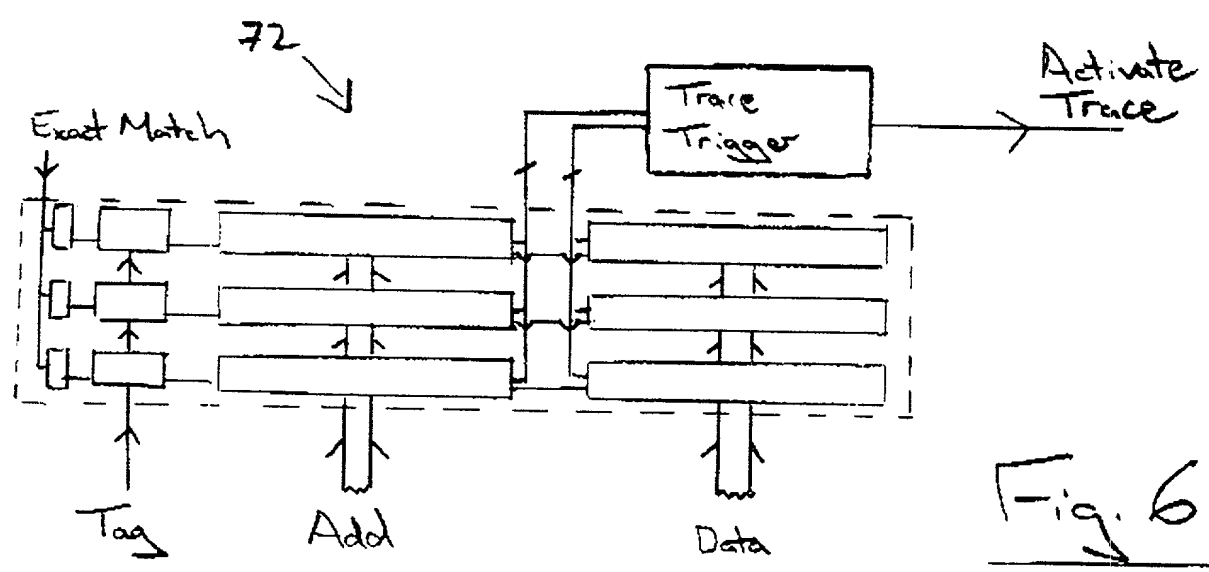 72
Exact Match
Trace
Trigger
Activate
Trace
Tag
Add
Data
Fig. 6